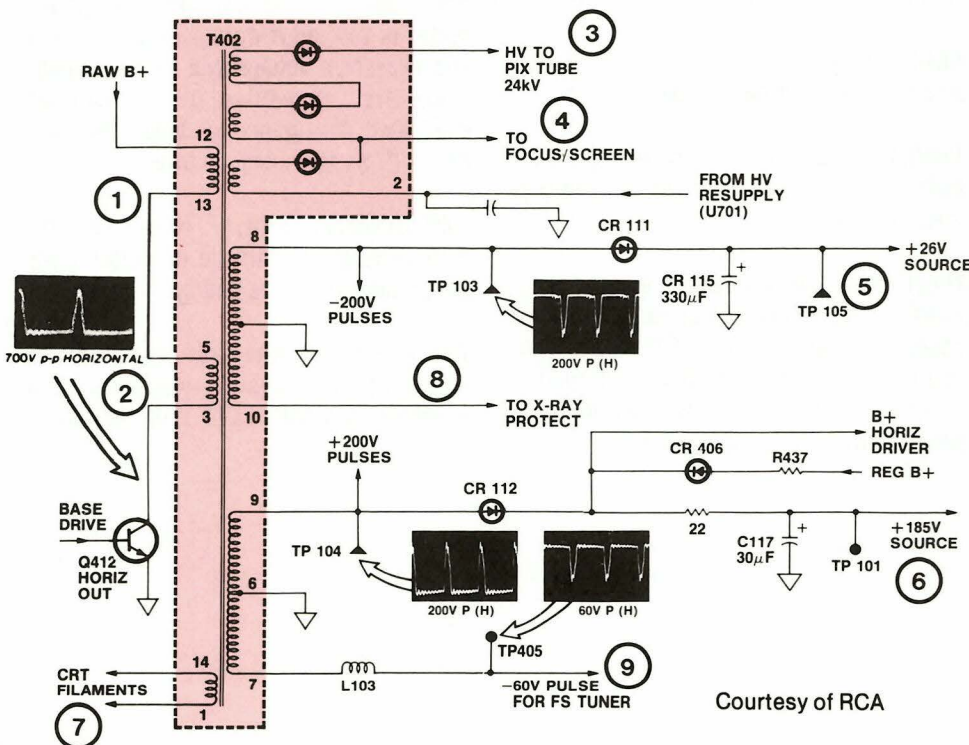 T402
3
HV TO
PIX TUBE
24kV
RAW B+
4
TO
FOCUS/SCREEN
12
1
13
2
FROM HV
RESUPPLY
(U701)
8
CR 111
+26V
SOURCE
−200V
PULSES
TP 103
CR 115
330µF
+
TP 105
5
200V P (H)
5
700V p-p HORIZONTAL
2
3
10
8
TO X-RAY
PROTECT
+200V
PULSES
B+
HORIZ
DRIVER
CR 406
R437
REG B+
9
CR 112
22
BASE
DRIVE
Q412
HORIZ
OUT
TP 104
C117
30µF
+
TP 101
+185V
SOURCE
6
6
200V P (H)
60V P (H)
TP405
14
CRT
FILAMENTS
7
1
7
L103
−60V PULSE
FOR FS TUNER
9
Courtesy of RCA